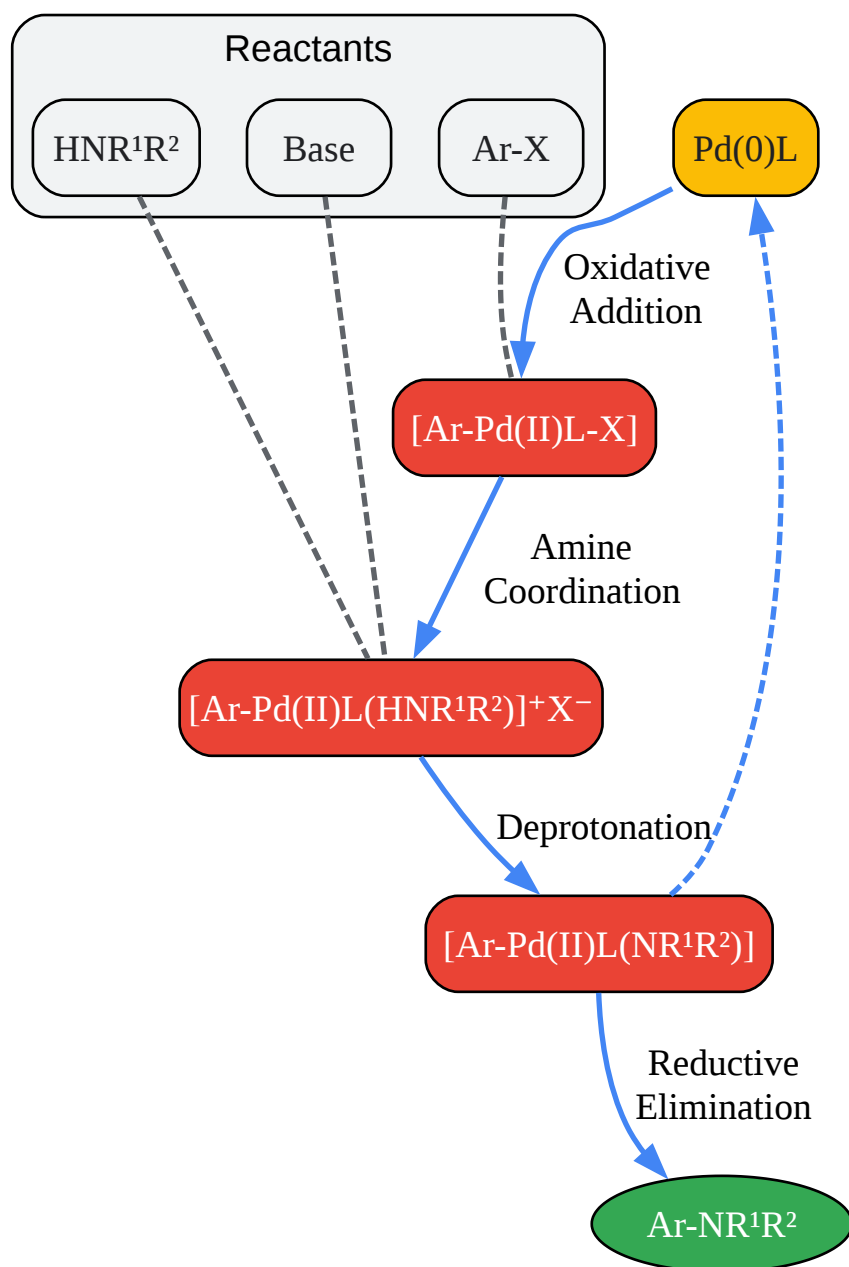 Reactants
HNR¹R²
Base
Ar-X
Pd(0)L
Oxidative
Addition
[Ar-Pd(II)L-X]
Amine
Coordination
[Ar-Pd(II)L(HNR¹R²)]⁺X⁻
Deprotonation
[Ar-Pd(II)L(NR¹R²)]
Reductive
Elimination
Ar-NR¹R²